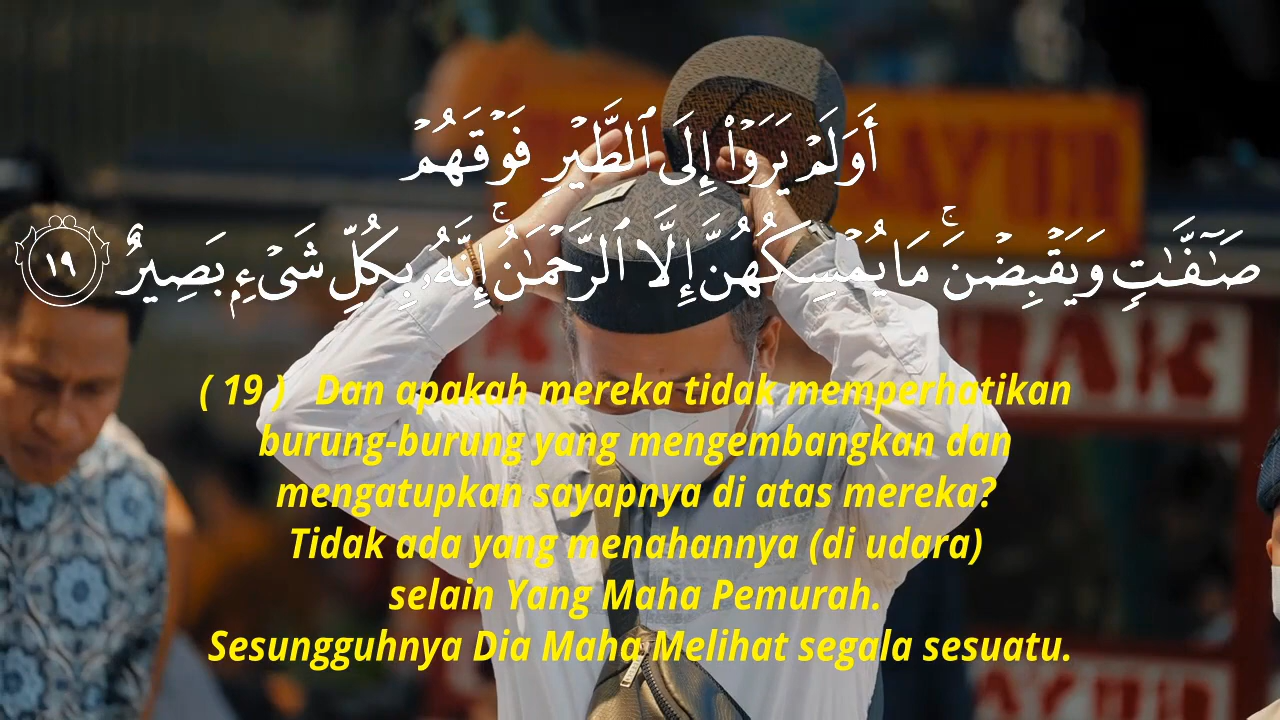 أَوَلَمْ يَرَوْا۟ إِلَى ٱلطَّيْرِ فَوْقَهُمْ
صَـٰٓفَّـٰتٍ وَيَقْبِضْنَ ۚ مَا يُمْسِكُهُنَّ إِلَّا ٱلرَّحْمَـٰنُ ۚ إِنَّهُۥ بِكُلِّ شَىْءٍۭ بَصِيرٌ ١٩
( 19 ) Dan apakah mereka tidak memperhatikan
burung-burung yang mengembangkan dan
mengatupkan sayapnya di atas mereka?
Tidak ada yang menahannya (di udara)
selain Yang Maha Pemurah.
Sesungguhnya Dia Maha Melihat segala sesuatu.